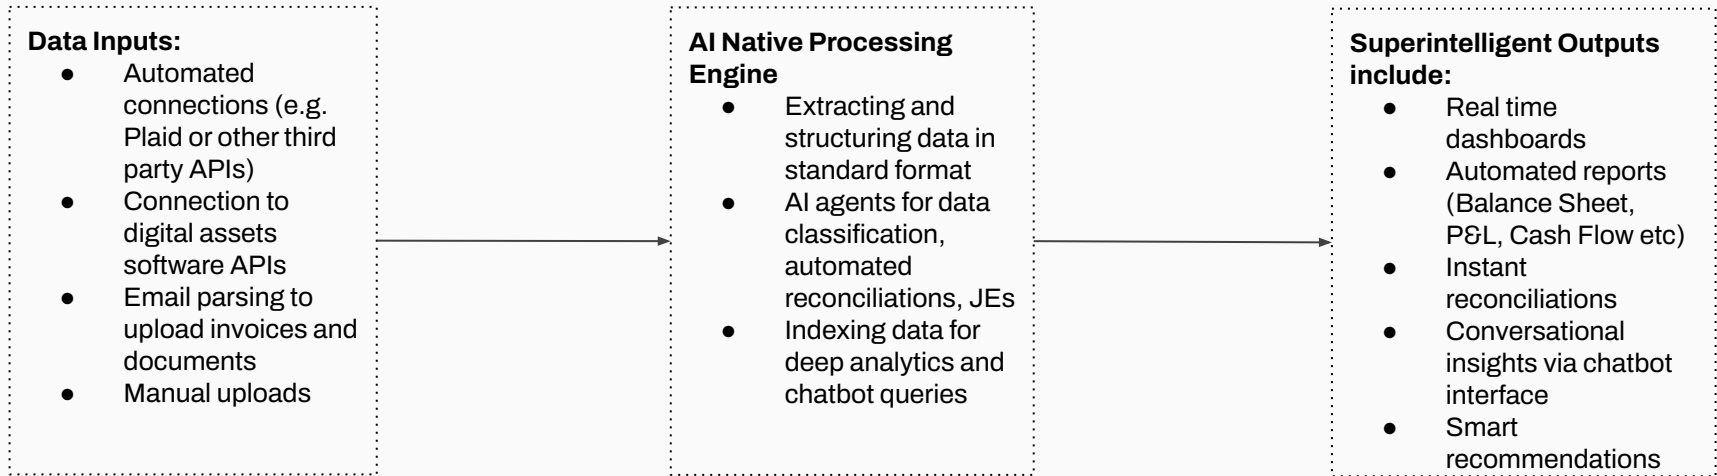 Data Inputs:
● Automated
connections (e.g.
Plaid or other third
party APIs)
● Connection to
digital assets
software APIs
● Email parsing to
upload invoices and
documents
● Manual uploads
AI Native Processing
Engine
● Extracting and
structuring data in
standard format
● AI agents for data
classification,
automated
reconciliations, JEs
● Indexing data for
deep analytics and
chatbot queries
Superintelligent Outputs
include:
● Real time
dashboards
● Automated reports
(Balance Sheet,
P&L, Cash Flow etc)
● Instant
reconciliations
● Conversational
insights via chatbot
interface
● Smart
recommendations